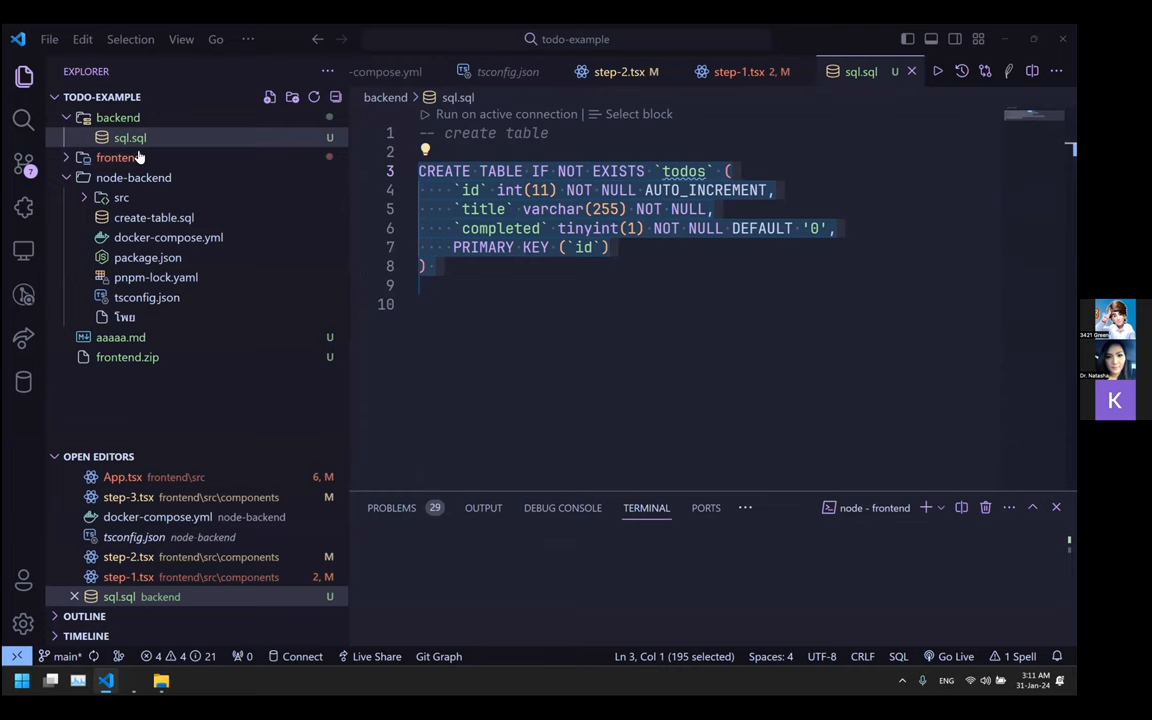 File Edit Selection View Go ··· todo-example
EXPLORER ···
-compose.yml tsconfig.json step-2.tsx M step-1.tsx 2, M sql.sql U
TODO-EXAMPLE
backend > sql.sql
backend
sql.sql U
frontend
node-backend
src
create-table.sql
docker-compose.yml
package.json
pnpm-lock.yaml
tsconfig.json
โพย
aaaaa.md U
frontend.zip U
Run on active connection | Select block
1 -- create table
2
3 CREATE TABLE IF NOT EXISTS `todos` (
4 `id` int(11) NOT NULL AUTO_INCREMENT,
5 `title` varchar(255) NOT NULL,
6 `completed` tinyint(1) NOT NULL DEFAULT '0',
7 PRIMARY KEY (`id`)
8 )
9
10
7
OPEN EDITORS
App.tsx frontend\src 6, M
step-3.tsx frontend\src\components M
docker-compose.yml node-backend
tsconfig.json node-backend
step-2.tsx frontend\src\components M
step-1.tsx frontend\src\components 2, M
sql.sql backend U
OUTLINE
TIMELINE
PROBLEMS 29 OUTPUT DEBUG CONSOLE TERMINAL PORTS ··· node - frontend
main* 4 4 21 0 Connect Live Share Git Graph Ln 3, Col 1 (195 selected) Spaces: 4 UTF-8 CRLF SQL Go Live 1 Spell
ENG 3:11 AM
31-Jan-24
3421 Green
Dr. Natasha
K